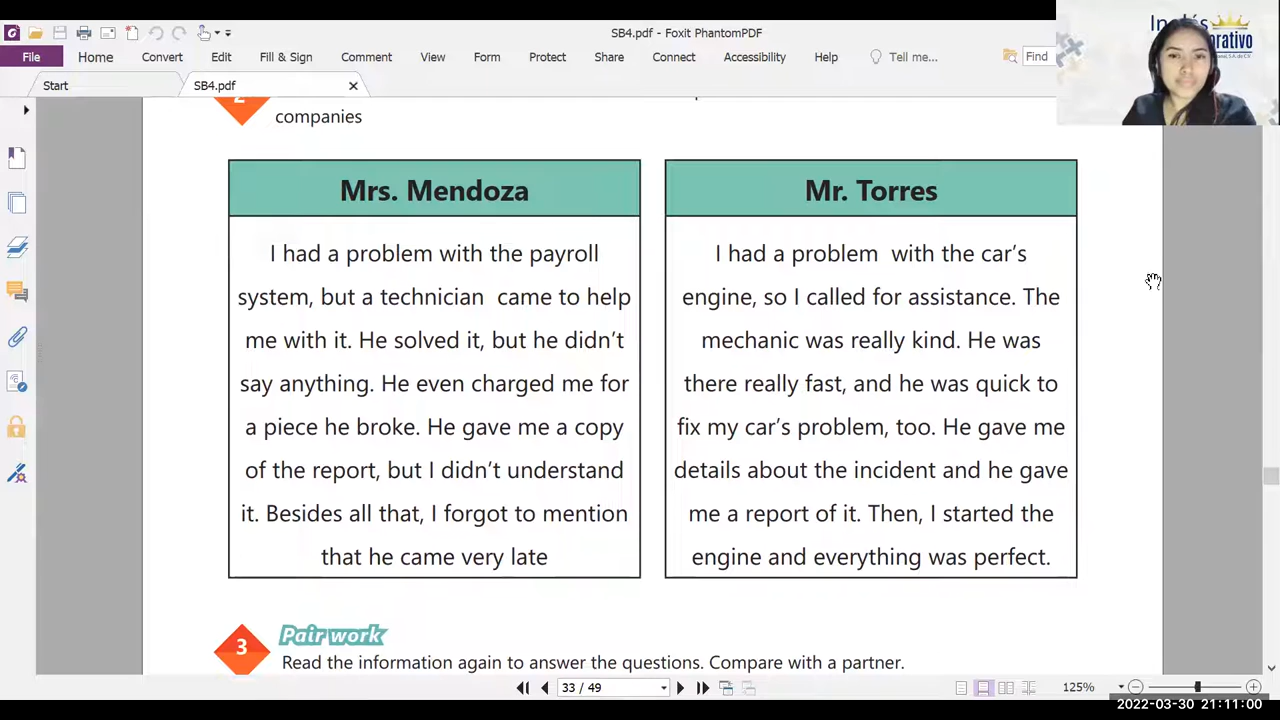 SB4.pdf - Foxit PhantomPDF
Inglés
File Home Convert Edit Fill & Sign Comment View Form Protect Share Connect Accessibility Help Tell me... Find
Start SB4.pdf
2
companies
Mrs. Mendoza
I had a problem with the payroll
system, but a technician came to help
me with it. He solved it, but he didn't
say anything. He even charged me for
a piece he broke. He gave me a copy
of the report, but I didn't understand
it. Besides all that, I forgot to mention
that he came very late
Mr. Torres
I had a problem with the car's
engine, so I called for assistance. The
mechanic was really kind. He was
there really fast, and he was quick to
fix my car's problem, too. He gave me
details about the incident and he gave
me a report of it. Then, I started the
engine and everything was perfect.
3
Pair work
Read the information again to answer the questions. Compare with a partner.
33 / 49
125%
2022-03-30 21:11:00